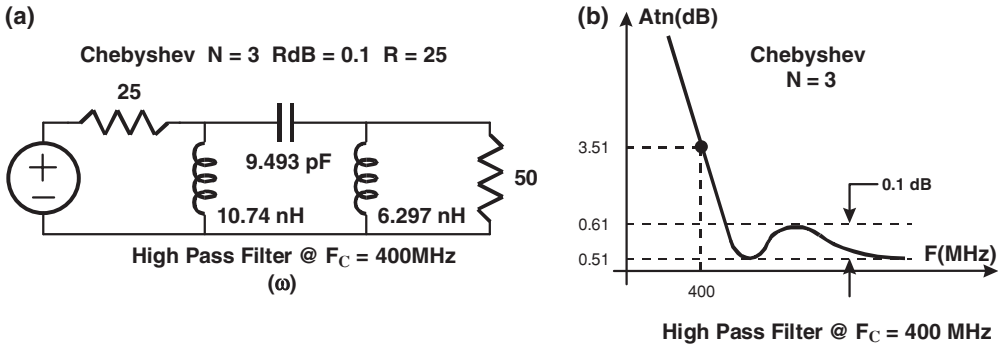 (a)
Chebyshev N = 3 RdB = 0.1 R = 25
25
9.493 pF
50
10.74 nH
6.297 nH
High Pass Filter @ FC = 400MHz
(ω)
(b)
Atn(dB)
Chebyshev
N = 3
3.51
0.1 dB
0.61
0.51
F(MHz)
400
High Pass Filter @ FC = 400 MHz